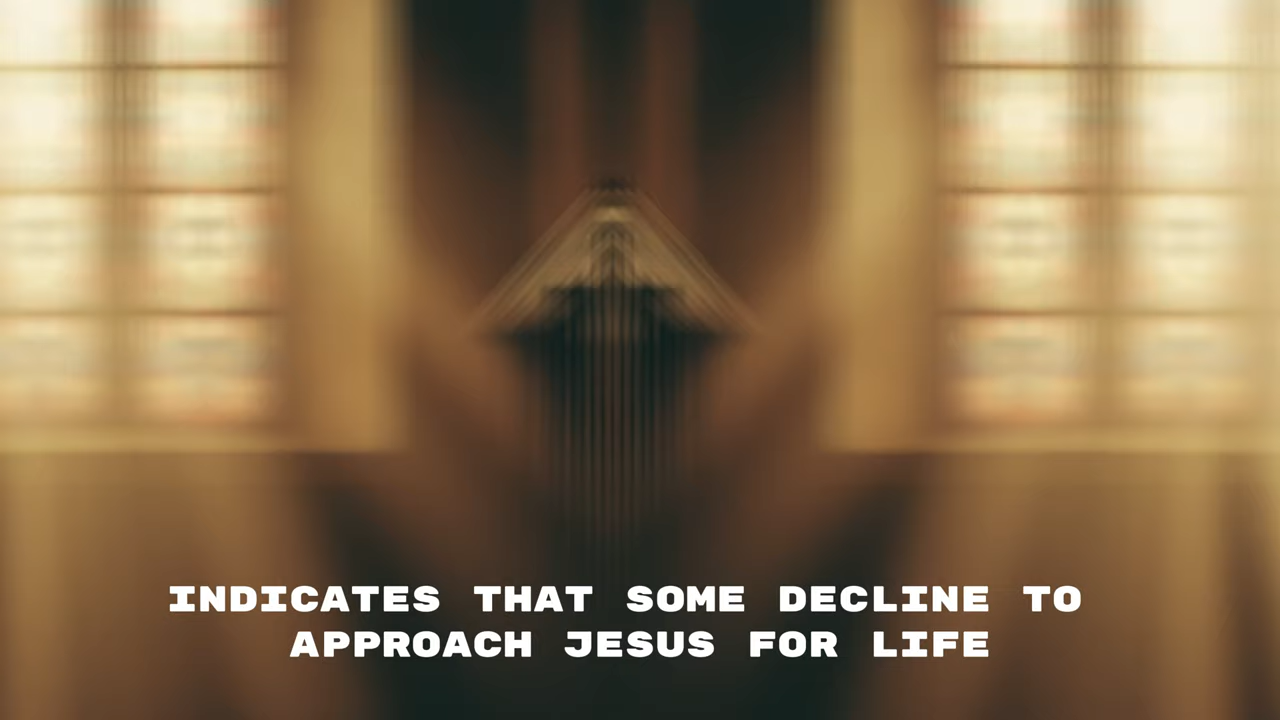 INDICATES THAT SOME DECLINE TO
APPROACH JESUS FOR LIFE